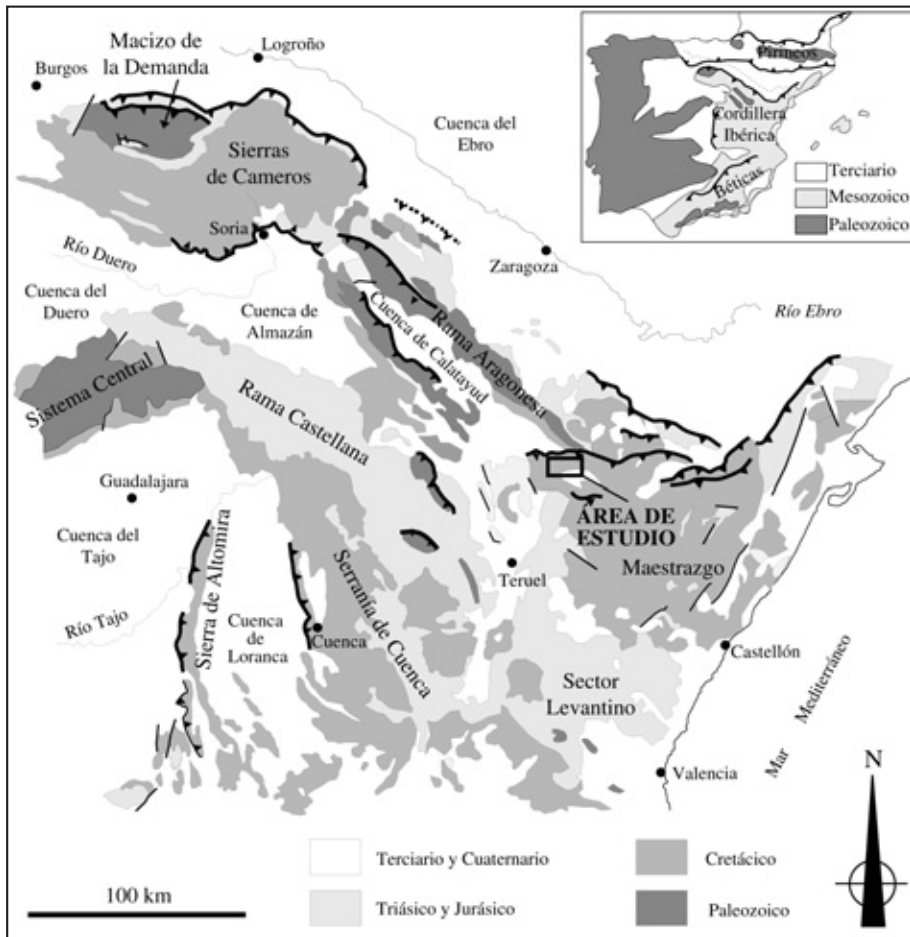 Macizo de
la Demanda
Logroño
Burgos
Cuenca del
Ebro
Sierras
de Cameros
Pirineos
Cordillera
Ibérica
Béticas
Terciario
Mesozoico
Paleozoico
Soria
Río Duero
Zaragoza
Río Ebro
Cuenca del
Duero
Cuenca de
Almazán
Cuenca de Calatayud
Rama Aragonesa
Sistema Central
Rama Castellana
Guadalajara
Cuenca del
Tajo
ÁREA DE
ESTUDIO
Maestrazgo
Teruel
Río Tajo
Sierra de Altomira
Cuenca
de
Loranca
Cuenca
Serranía de Cuenca
Castellón
Sector
Levantino
Mar Mediterráneo
Valencia
N
Terciario y Cuaternario
Cretácico
Triásico y Jurásico
Paleozoico
100 km